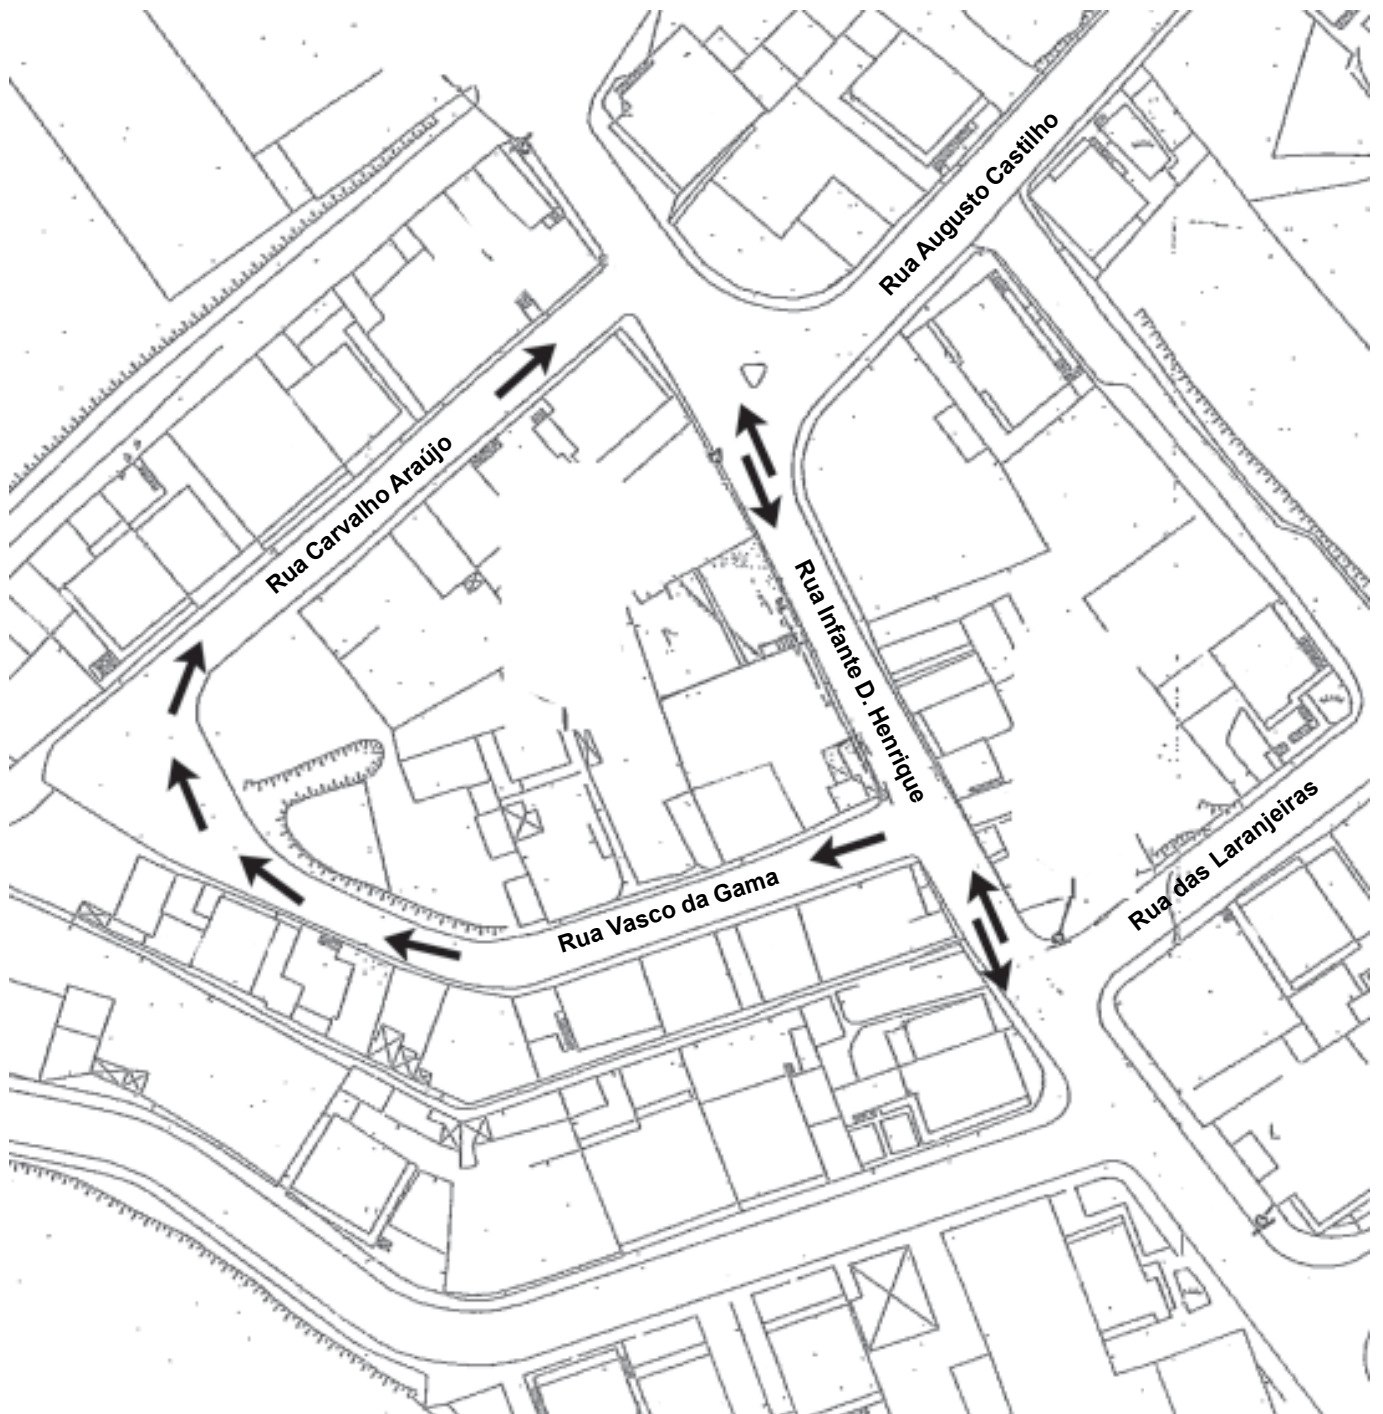 Rua Augusto Castilho
Rua Carvalho Araújo
Rua Infante D. Henrique
Rua das Laranjeiras
Rua Vasco da Gama